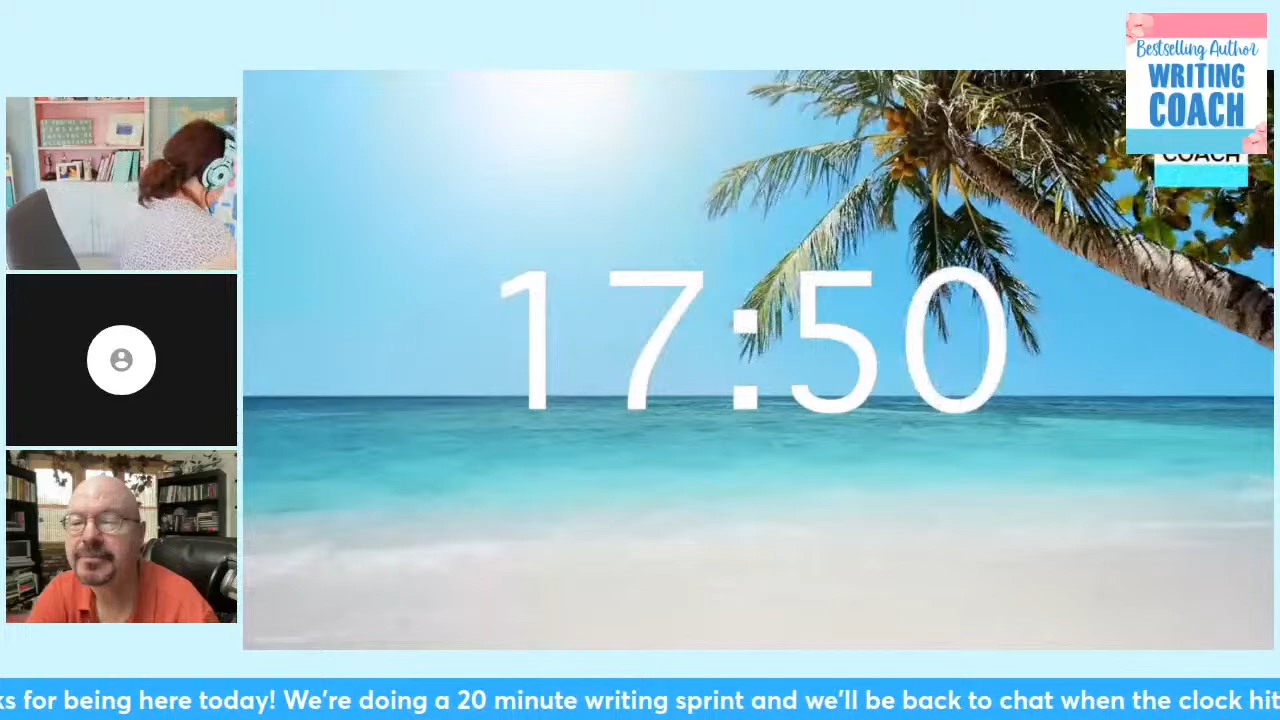 Bestselling Author
WRITING
COACH
COACH
17:50
ks for being here today! We're doing a 20 minute writing sprint and we'll be back to chat when the clock hit